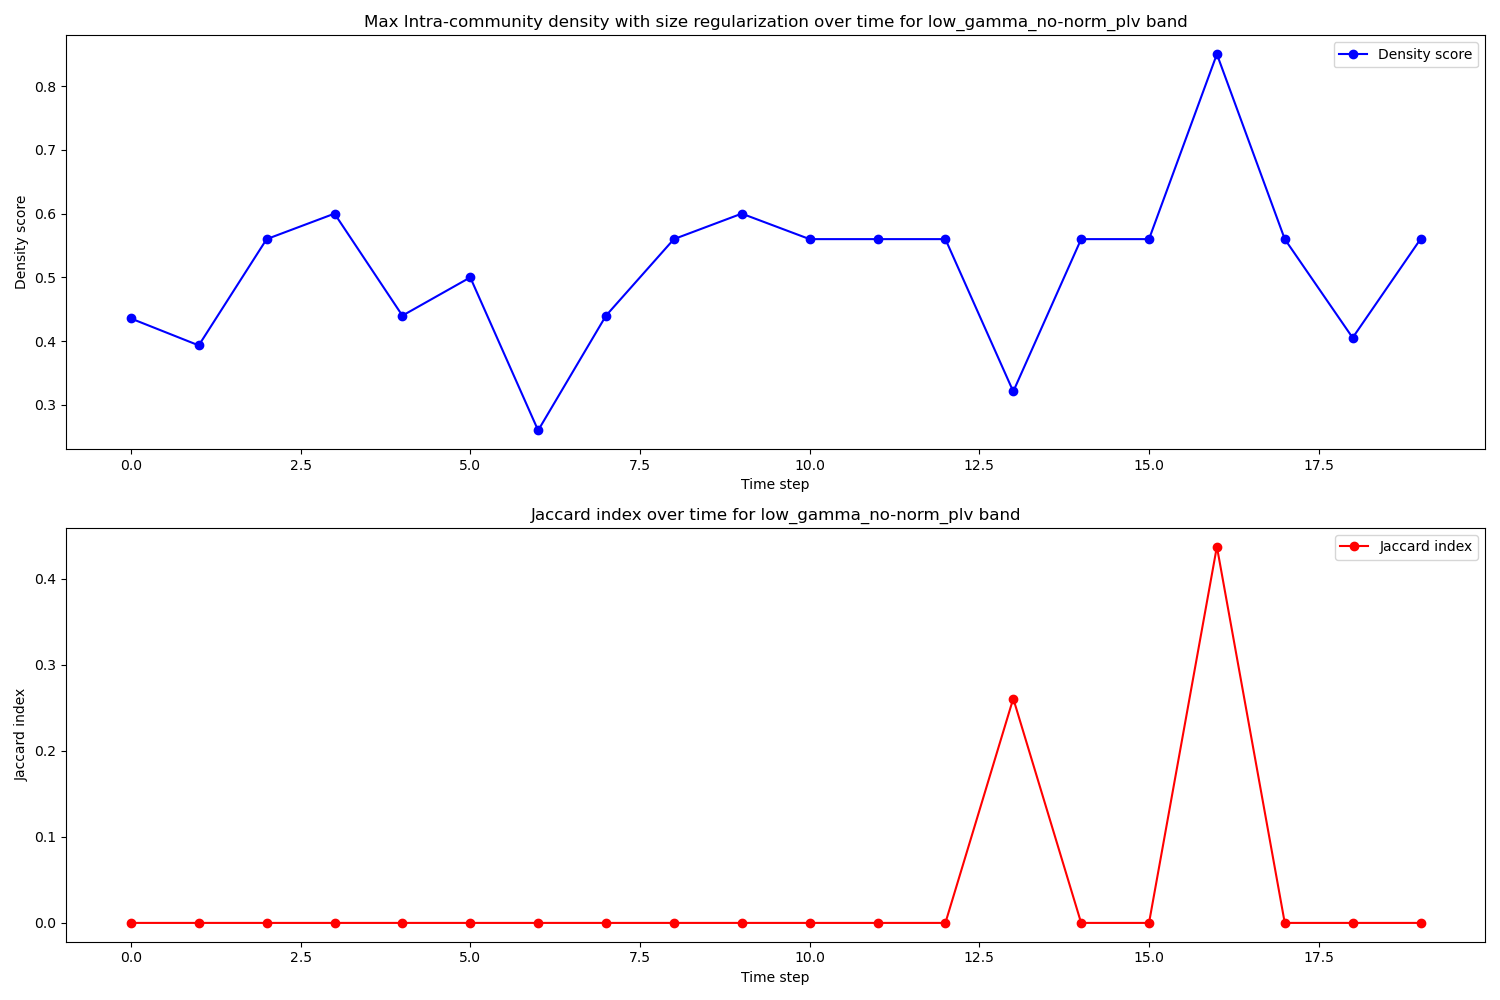 Max Intra-community density with size regularization over time for low_gamma_no-norm_plv band
Density score
0.8
0.7
0.6
0.5
0.4
0.3
Density score
0.0 2.5 5.0 7.5 10.0 12.5 15.0 17.5
Time step
Jaccard index over time for low_gamma_no-norm_plv band
Jaccard index
0.4
0.3
0.2
0.1
0.0
Jaccard index
0.0 2.5 5.0 7.5 10.0 12.5 15.0 17.5
Time step